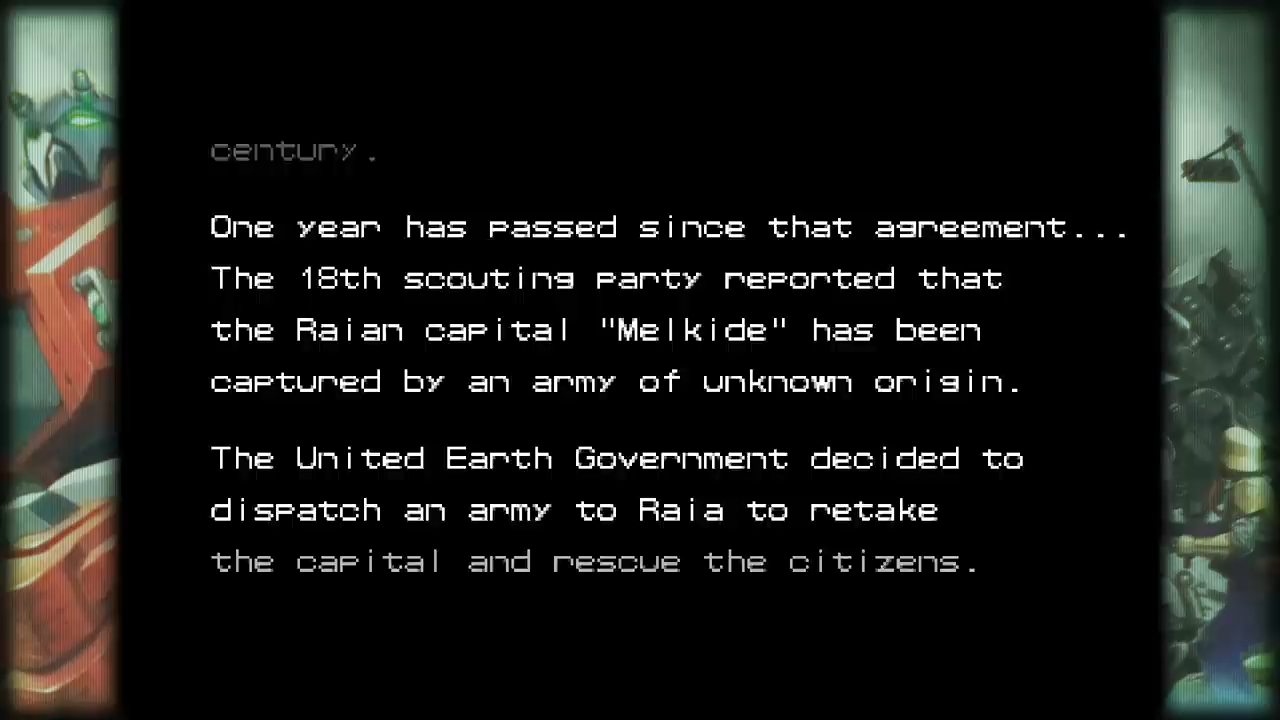 century.
One year has passed since that agreement...
The 18th scouting party reported that
the Raian capital "Melkide" has been
captured by an army of unknown origin.
The United Earth Government decided to
dispatch an army to Raia to retake
the capital and rescue the citizens.